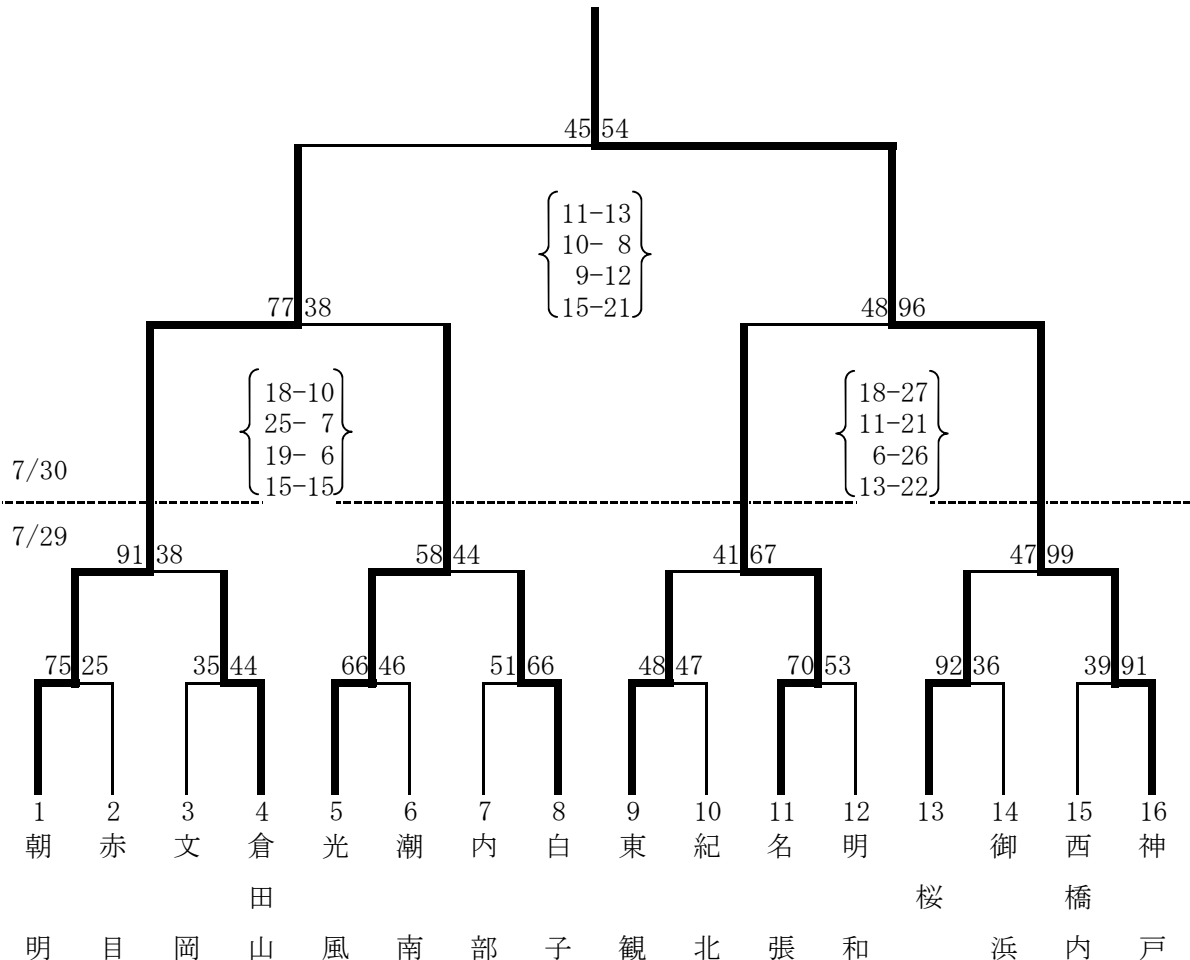 45 54
11-13
10- 8
9-12
15-21
77 38
48 96
18-10
25- 7
19- 6
15-15
18-27
11-21
6-26
13-22
7/30
7/29
91 38
58 44
41 67
47 99
75 25
35 44
66 46
51 66
48 47
70 53
92 36
39 91
1 朝明
2 赤目
3 文岡
4 倉田山
5 光風
6 潮南
7 内部
8 白子
9 東観
10 紀北
11 名張
12 明和
13 桜
14 御浜
15 西橋内
16 神戸